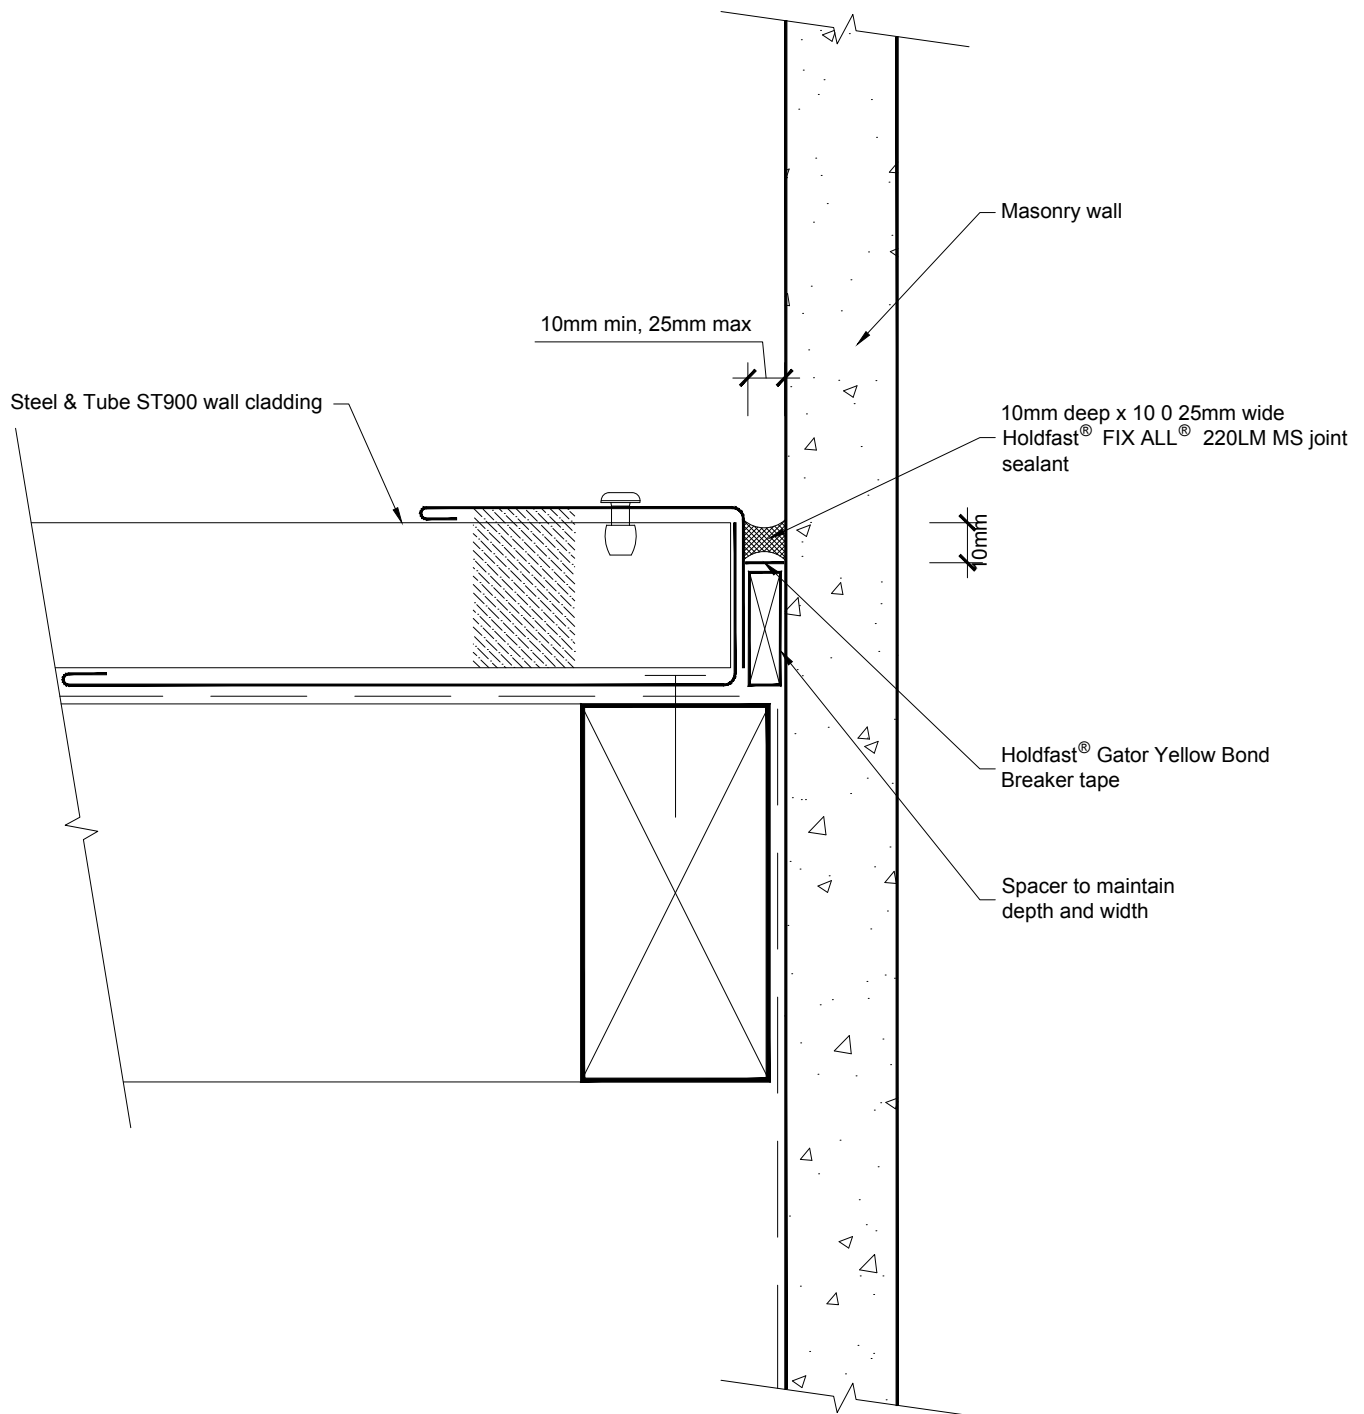 Masonry wall
10mm min, 25mm max
Steel & Tube ST900 wall cladding
10mm deep x 10 0 25mm wide
Holdfast® FIX ALL® 220LM MS joint
sealant
10mm
Holdfast® Gator Yellow Bond
Breaker tape
Spacer to maintain
depth and width